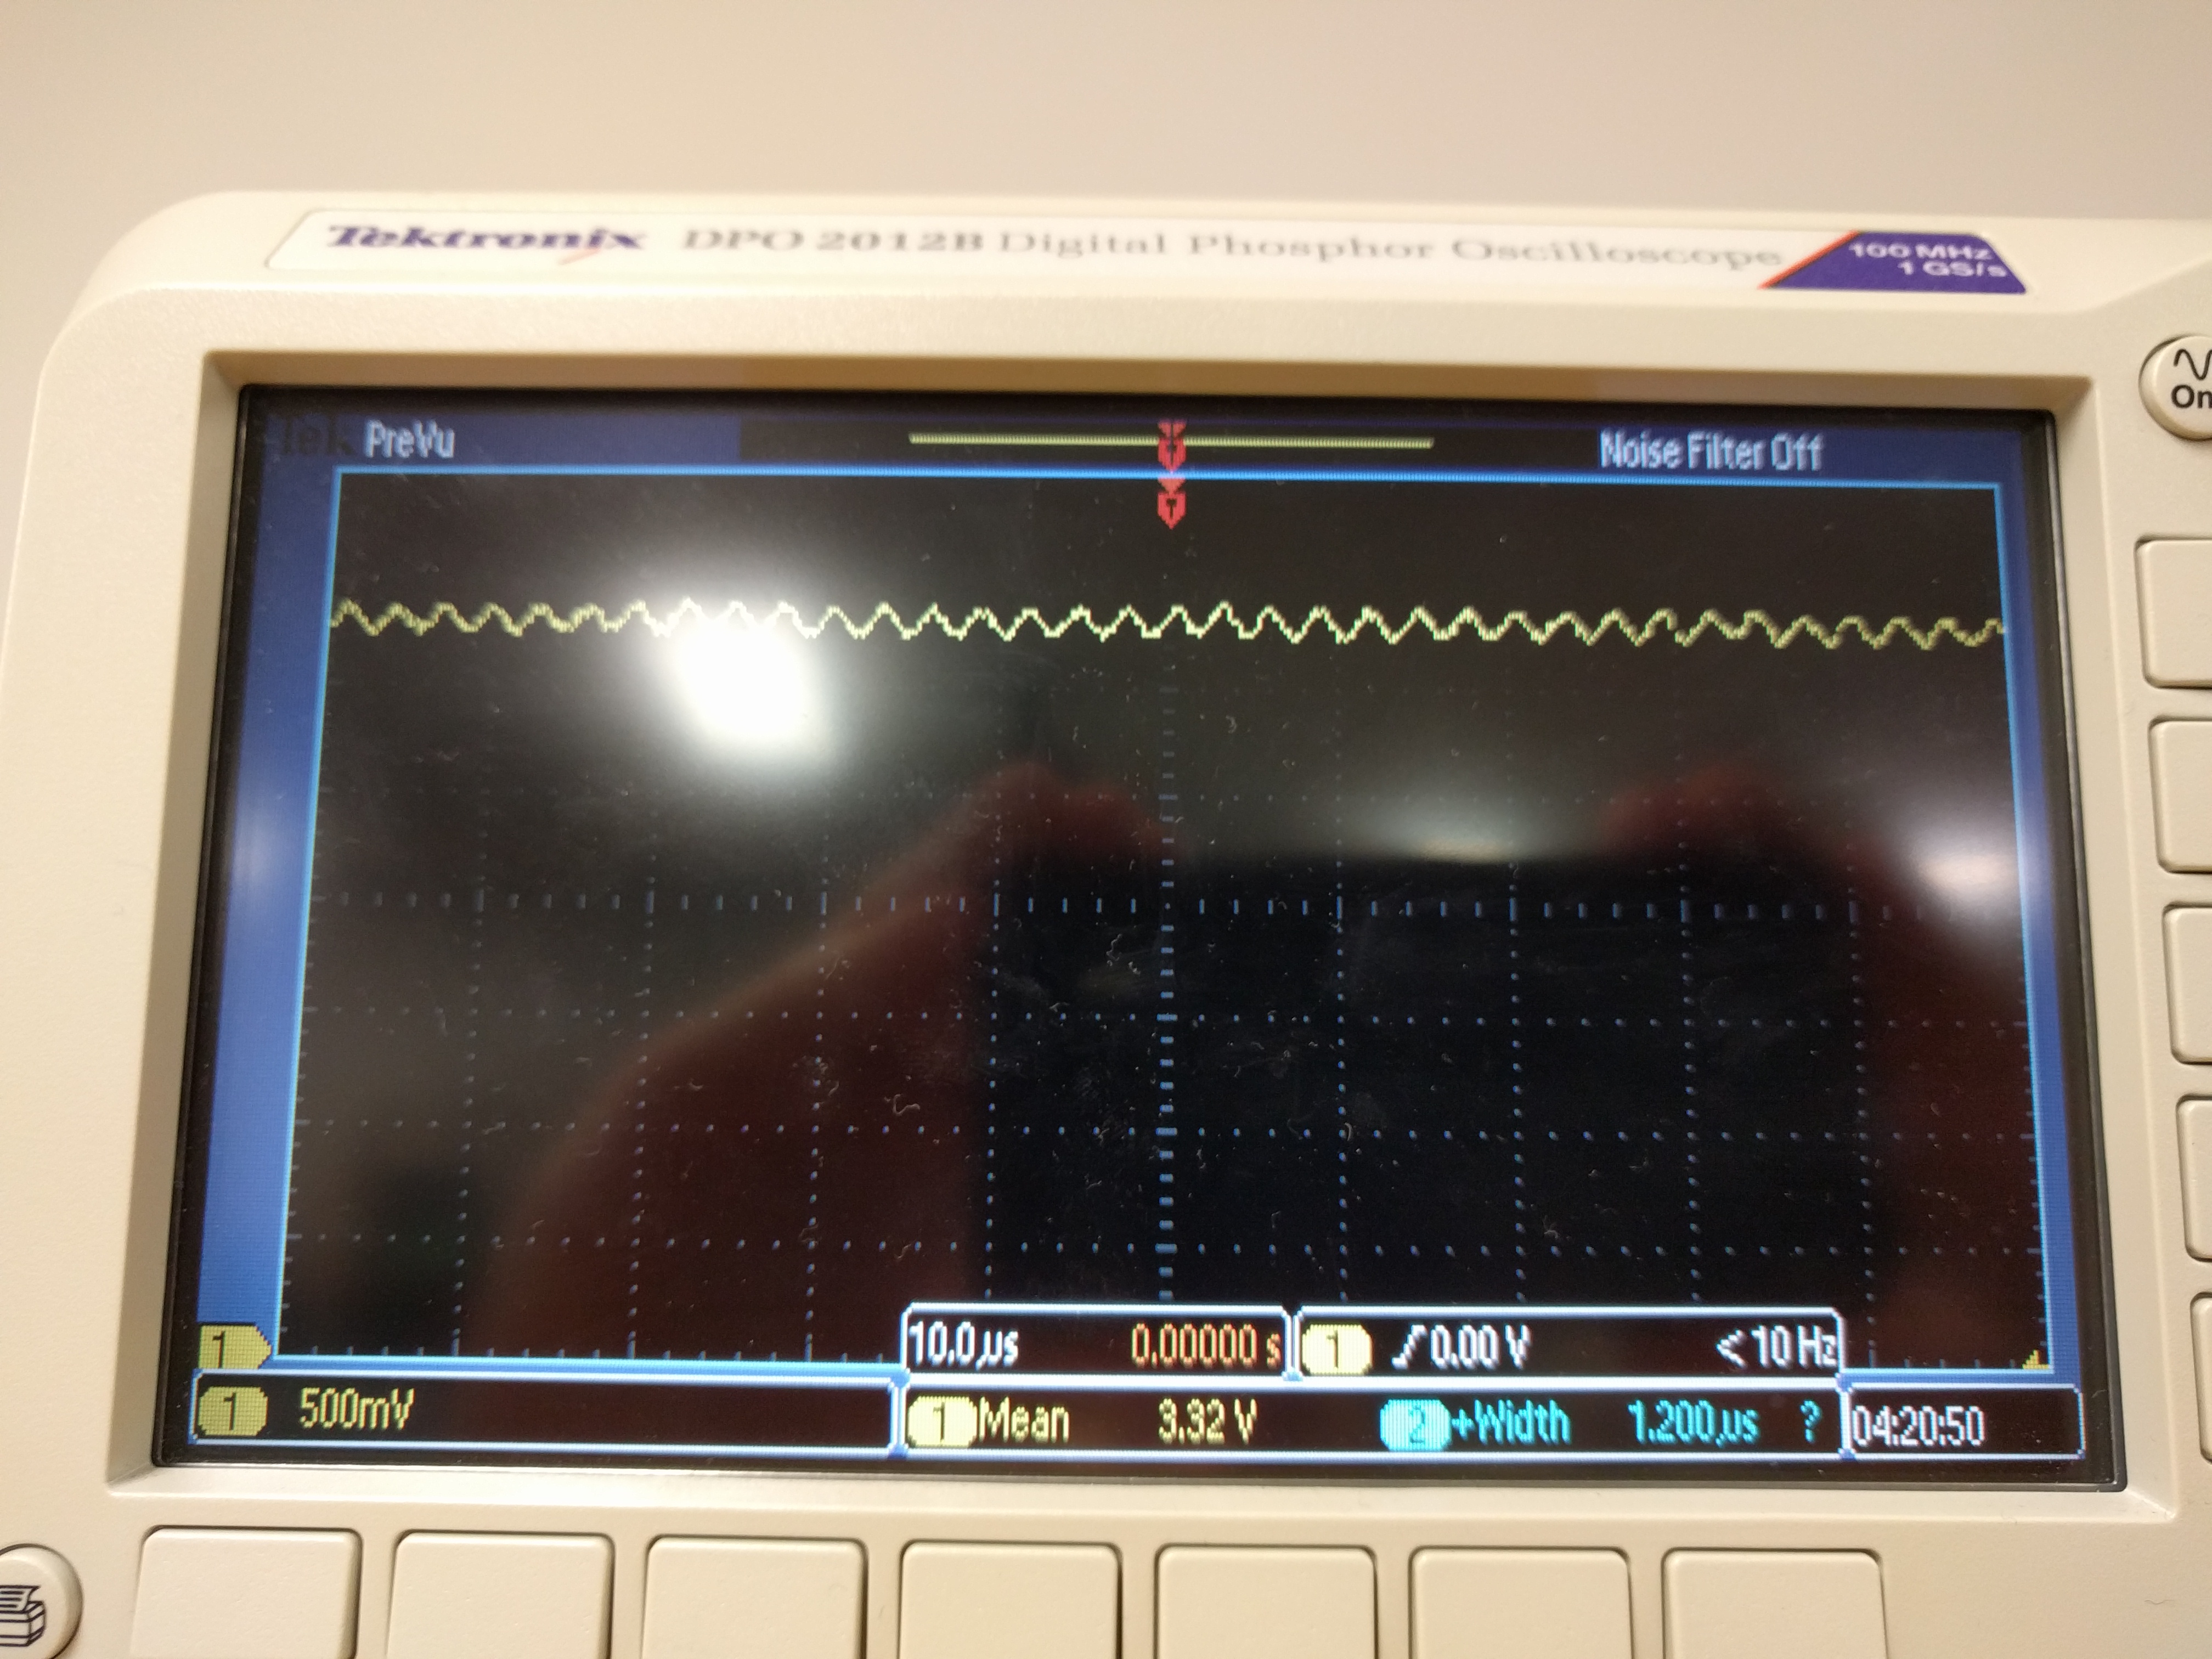 Tektronix DPO 2012B Digital Phosphor Oscilloscope
100 MHz
1 GS/s
On
Tek PreVu
Noise Filter Off
T
T
1
10.0µs 0.00000 s
1 0.00 V <10 Hz
1 500mV
1 Mean 3.32 V
2 +Width 1.200µs ?
04:20:50